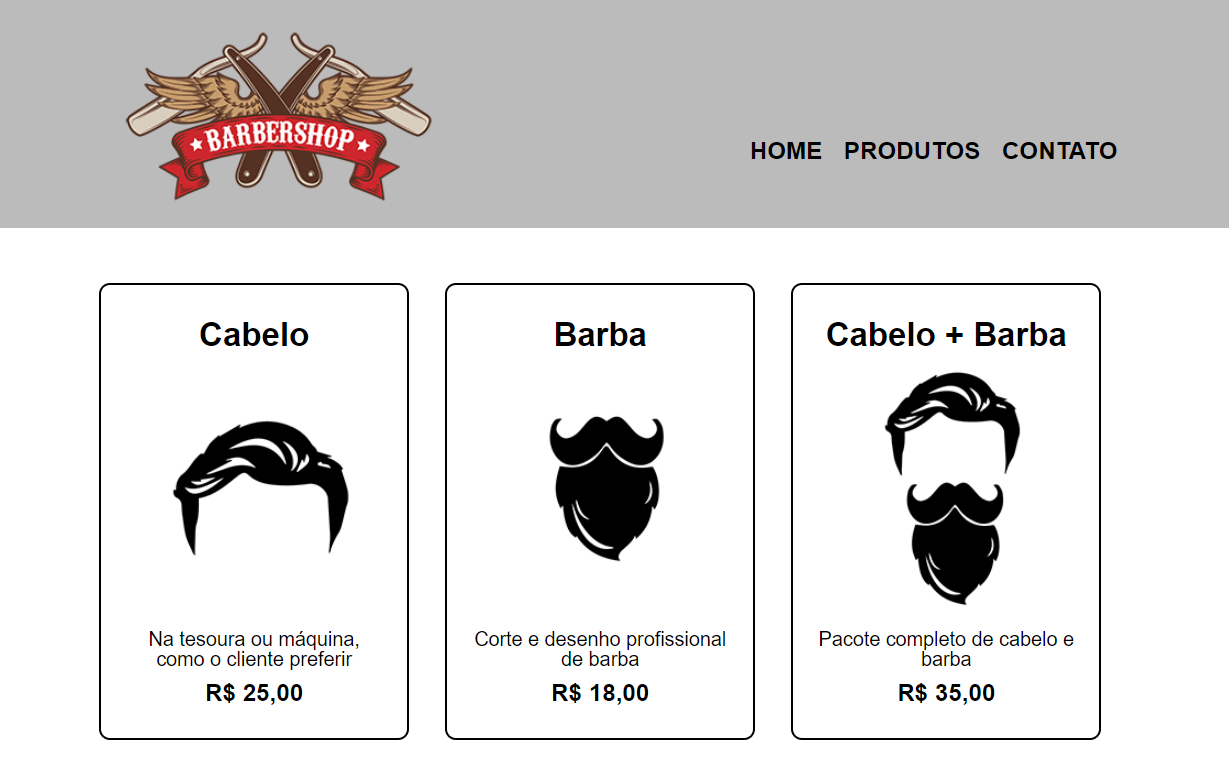 BARBERSHOP
HOME PRODUTOS CONTATO
Cabelo
Na tesoura ou máquina,
como o cliente preferir
R$ 25,00
Barba
Corte e desenho profissional
de barba
R$ 18,00
Cabelo + Barba
Pacote completo de cabelo e
barba
R$ 35,00